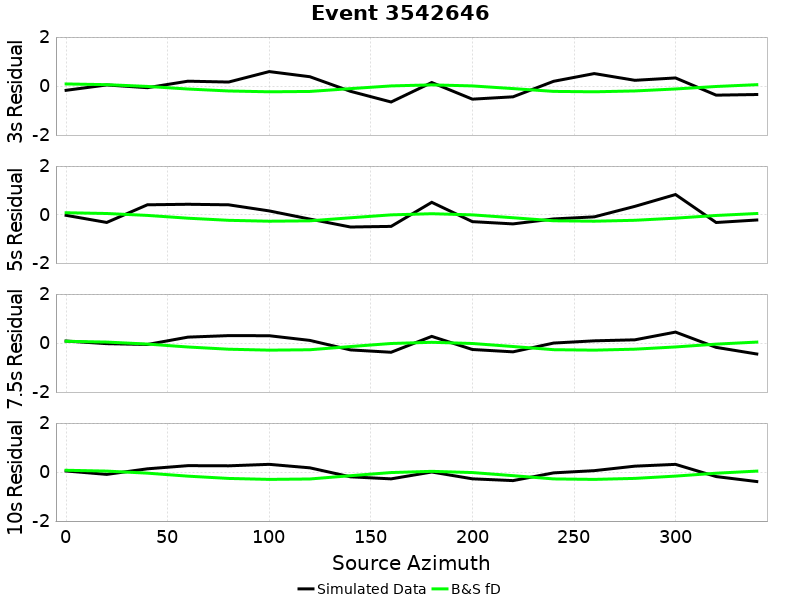 Event 3542646
3s Residual
2
0
-2
5s Residual
2
0
-2
7.5s Residual
2
0
-2
10s Residual
2
0
-2
0 50 100 150 200 250 300
Source Azimuth
Simulated Data B&S fD